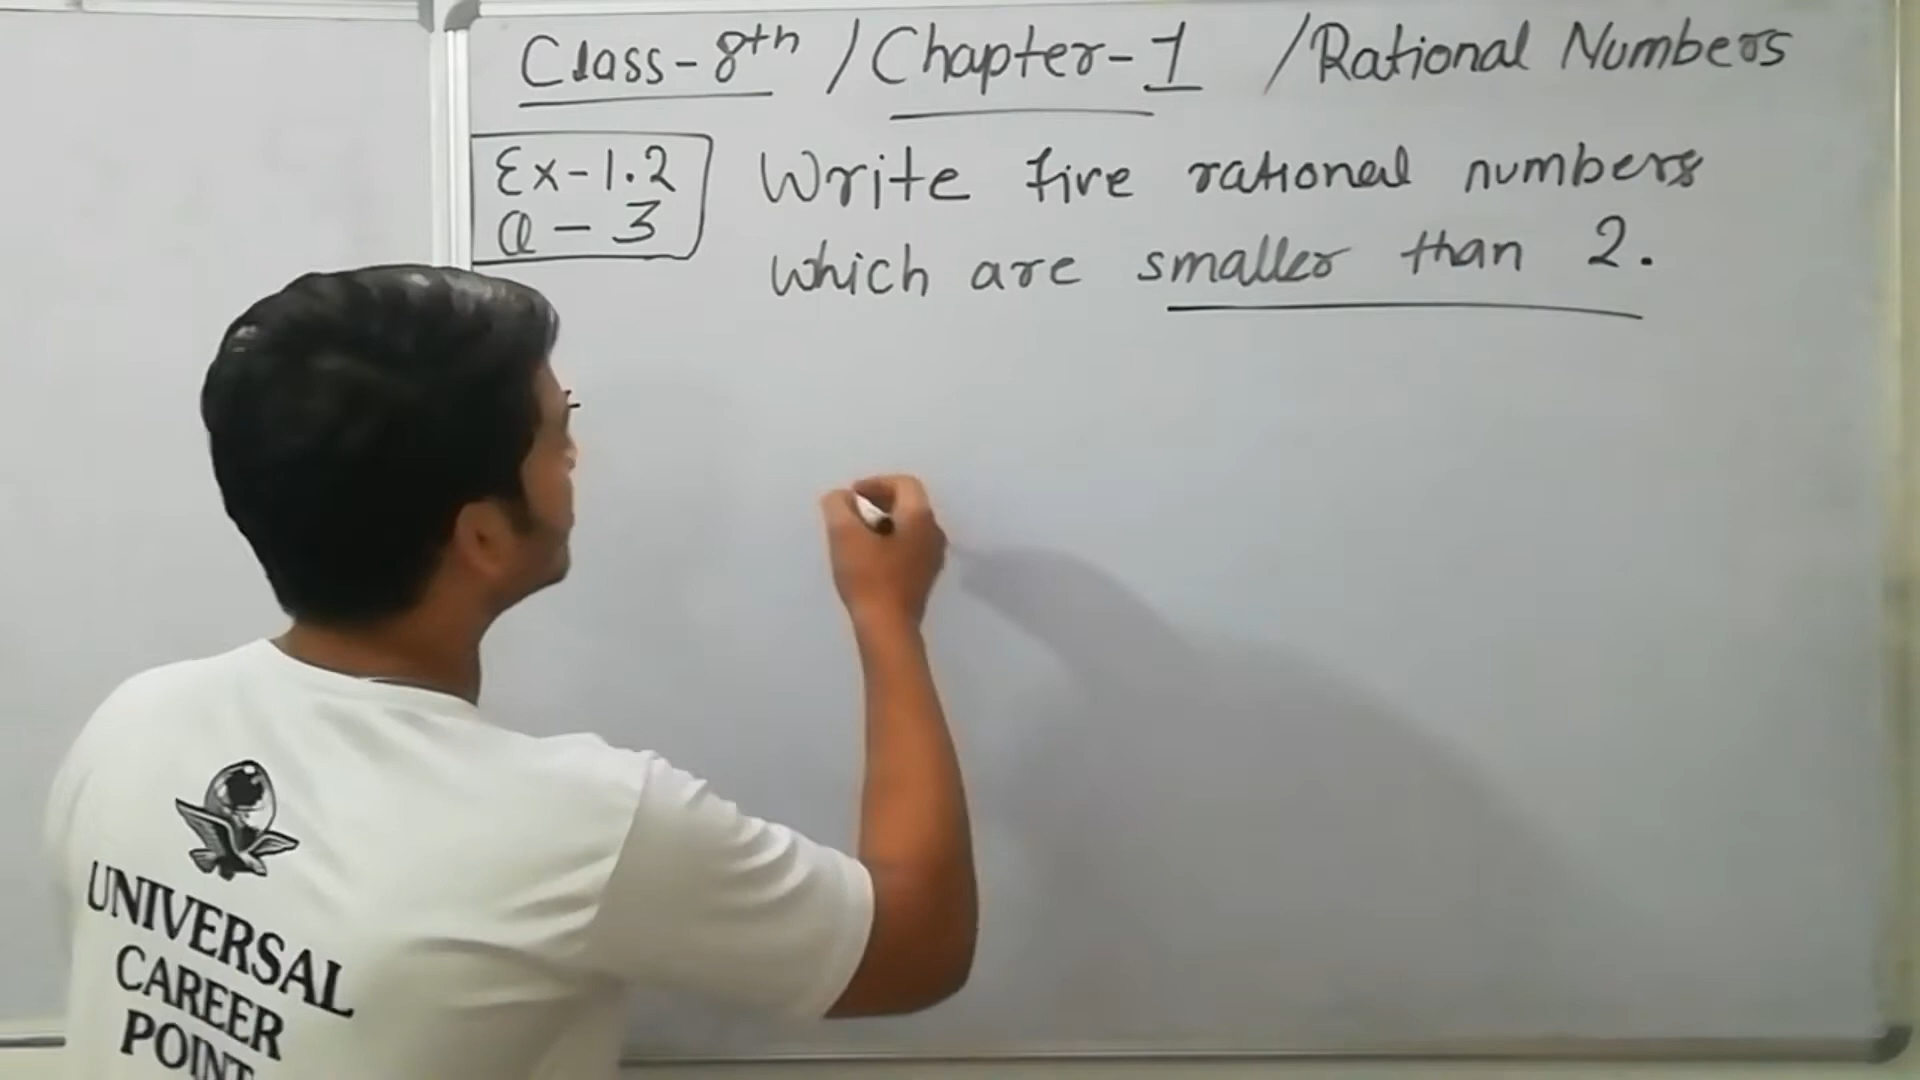 Class-8th / Chapter-1 / Rational Numbers
Ex-1.2
Q-3
Write five rational numbers
which are smaller than 2.
UNIVERSAL
CAREER
POINT